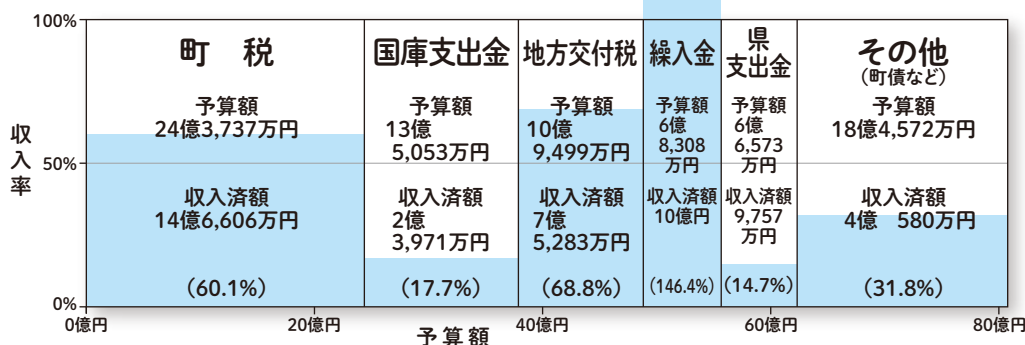 100%
50%
0%
収入率
町　税
予算額
24億3,737万円
収入済額
14億6,606万円
（60.1%）
国庫支出金
予算額
13億
5,053万円
収入済額
2億
3,971万円
（17.7%）
地方交付税
予算額
10億
9,499万円
収入済額
7億
5,283万円
（68.8%）
繰入金
予算額
6億
8,308
万円
収入済額
10億円
（146.4%）
県
支出金
予算額
6億
6,573
万円
収入済額
9,757
万円
（14.7%）
その他
（町債など）
予算額
18億4,572万円
収入済額
4億　580万円
（31.8%）
0億円
20億円
40億円
60億円
80億円
予算額